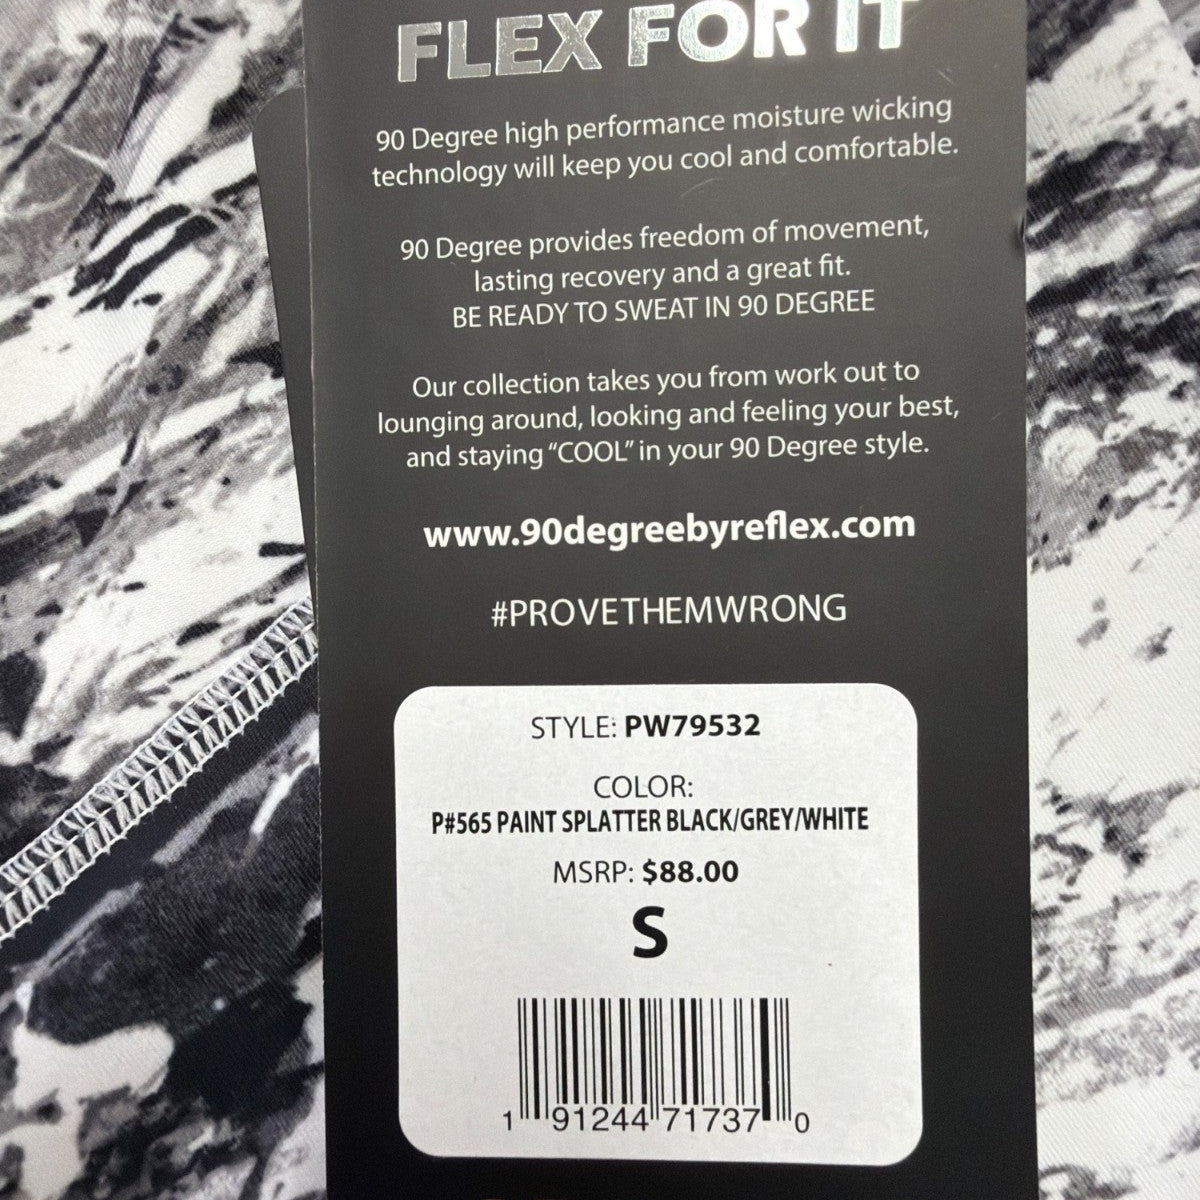 FLEX FOR IT
90 Degree high performance moisture wicking
technology will keep you cool and comfortable.
90 Degree provides freedom of movement,
lasting recovery and a great fit.
BE READY TO SWEAT IN 90 DEGREE
Our collection takes you from work out to
lounging around, looking and feeling your best,
and staying “COOL” in your 90 Degree style.
www.90degreebyreflex.com
#PROVETHEMWRONG
STYLE: PW79532
COLOR:
P#565 PAINT SPLATTER BLACK/GREY/WHITE
MSRP: $88.00
S
1 91244 71737 0